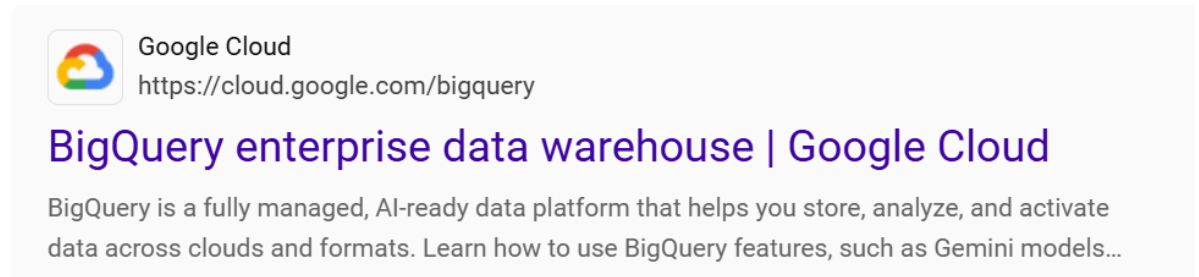 Google Cloud
https://cloud.google.com/bigquery
BigQuery enterprise data warehouse | Google Cloud
BigQuery is a fully managed, AI-ready data platform that helps you store, analyze, and activate
data across clouds and formats. Learn how to use BigQuery features, such as Gemini models...